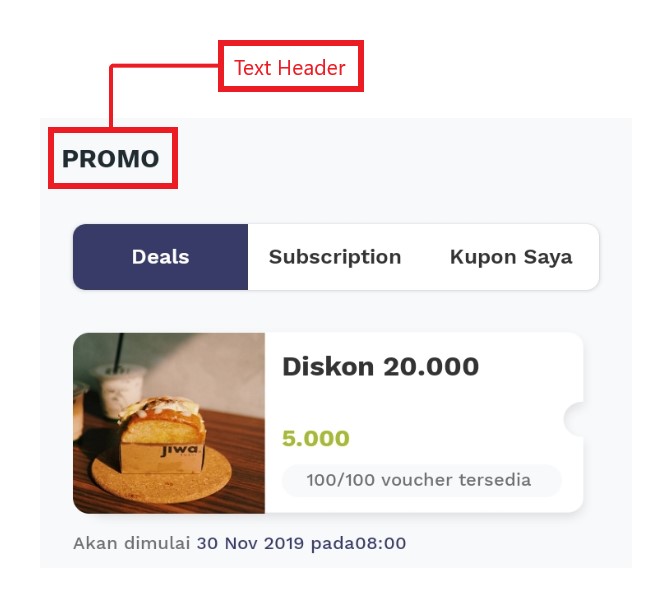 Text Header
PROMO
Deals Subscription Kupon Saya
Diskon 20.000
5.000
jiwa
100/100 voucher tersedia
Akan dimulai 30 Nov 2019 pada08:00